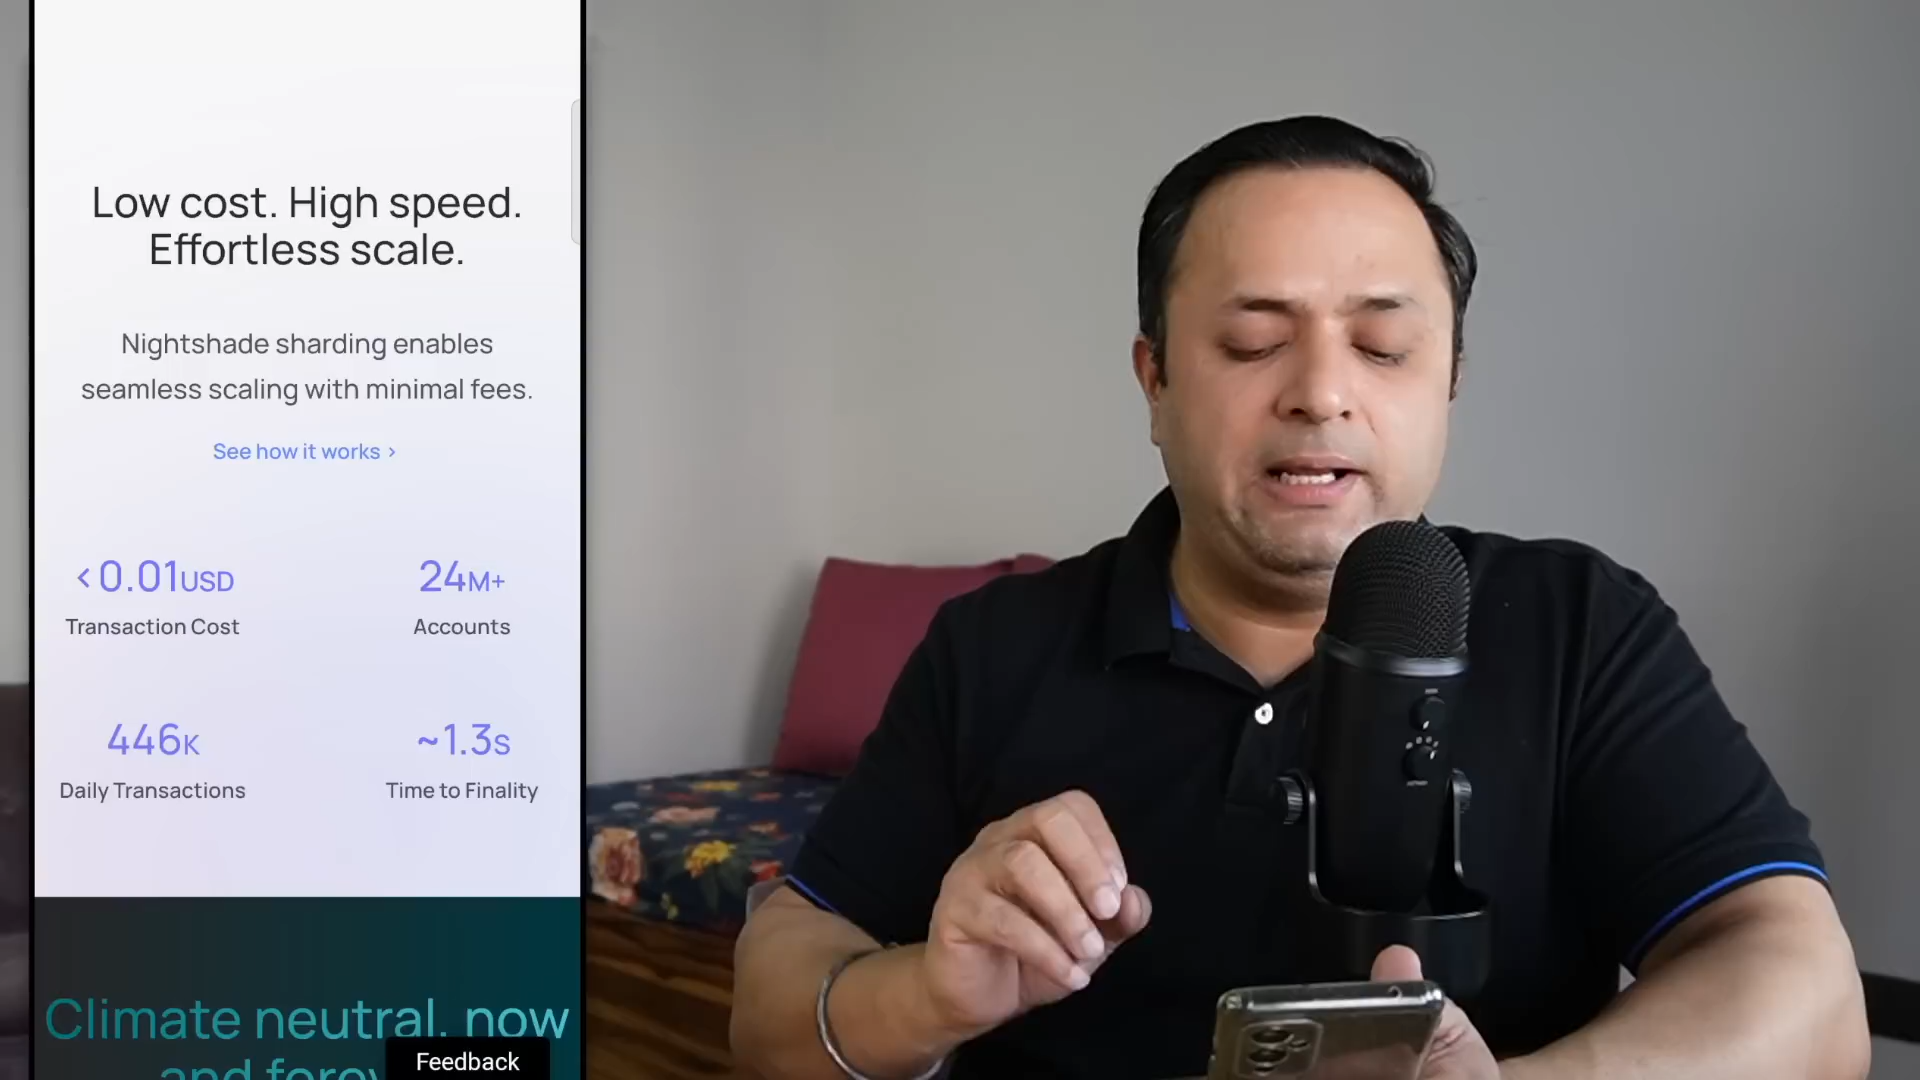 Low cost. High speed.
Effortless scale.
Nightshade sharding enables
seamless scaling with minimal fees.
See how it works ›
<0.01USD
24M+
Transaction Cost
Accounts
446K
~1.3S
Daily Transactions
Time to Finality
Climate neutral. now
and
Feedback